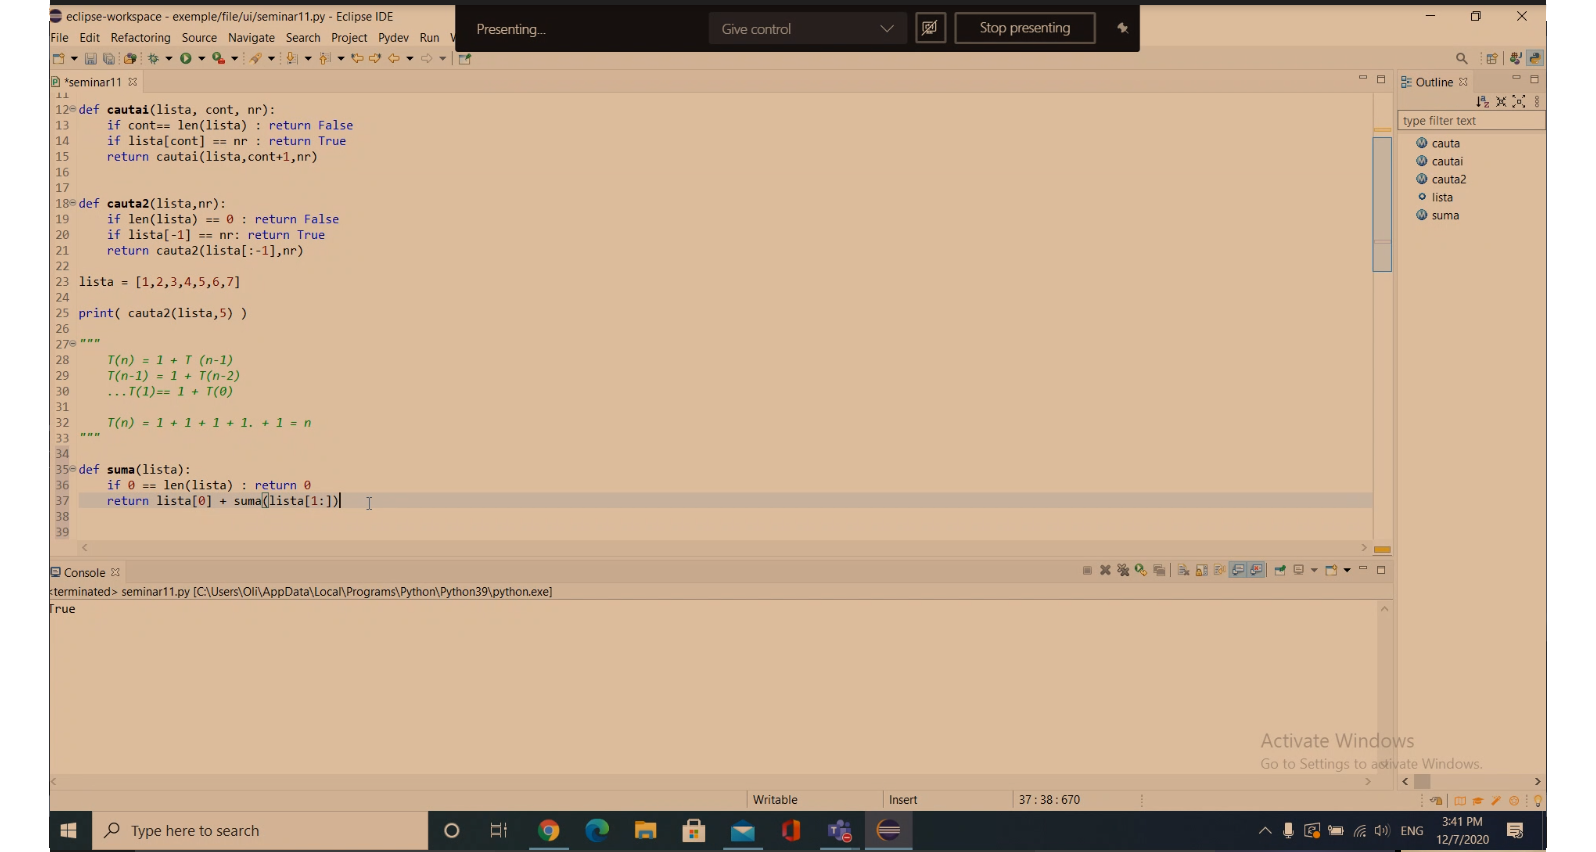 eclipse-workspace - exemple/file/ui/seminar11.py - Eclipse IDE
Presenting...
Give control
Stop presenting
File Edit Refactoring Source Navigate Search Project Pydev Run
*seminar11
Outline
type filter text
cauta
cautai
cauta2
lista
suma
11
12 def cautai(lista, cont, nr):
13 if cont== len(lista) : return False
14 if lista[cont] == nr : return True
15 return cautai(lista,cont+1,nr)
16
17
18 def cauta2(lista,nr):
19 if len(lista) == 0 : return False
20 if lista[-1] == nr: return True
21 return cauta2(lista[:-1],nr)
22
23 lista = [1,2,3,4,5,6,7]
24
25 print( cauta2(lista,5) )
26
27 """
28 T(n) = 1 + T (n-1)
29 T(n-1) = 1 + T(n-2)
30 ...T(1)== 1 + T(0)
31
32 T(n) = 1 + 1 + 1 + 1. + 1 = n
33 """
34
35 def suma(lista):
36 if 0 == len(lista) : return 0
37 return lista[0] + suma(lista[1:])
38
39
Console
<terminated> seminar11.py [C:\Users\Oli\AppData\Local\Programs\Python\Python39\python.exe]
True
Activate Windows
Go to Settings to activate Windows.
Writable
Insert
37 : 38 : 670
Type here to search
ENG
3:41 PM
12/7/2020